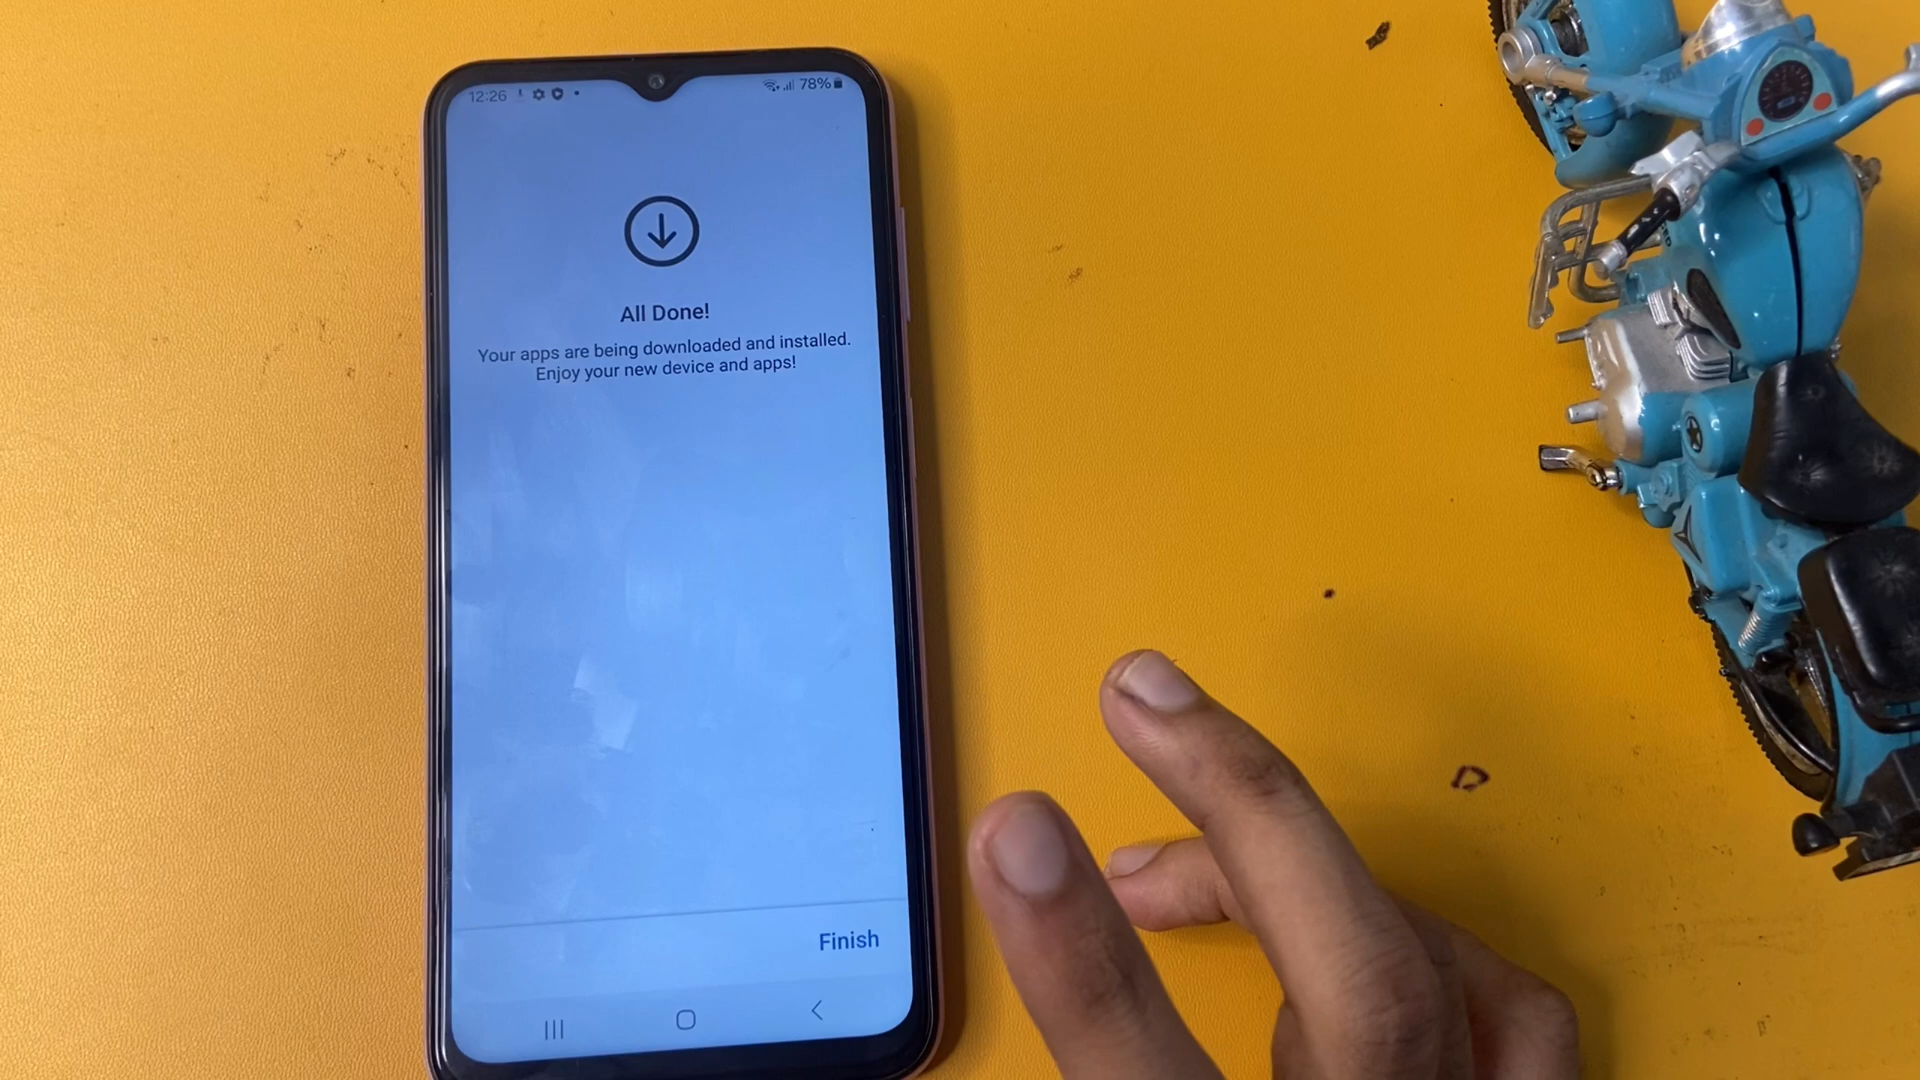 12:26
78%
All Done!
Your apps are being downloaded and installed.
Enjoy your new device and apps!
Finish